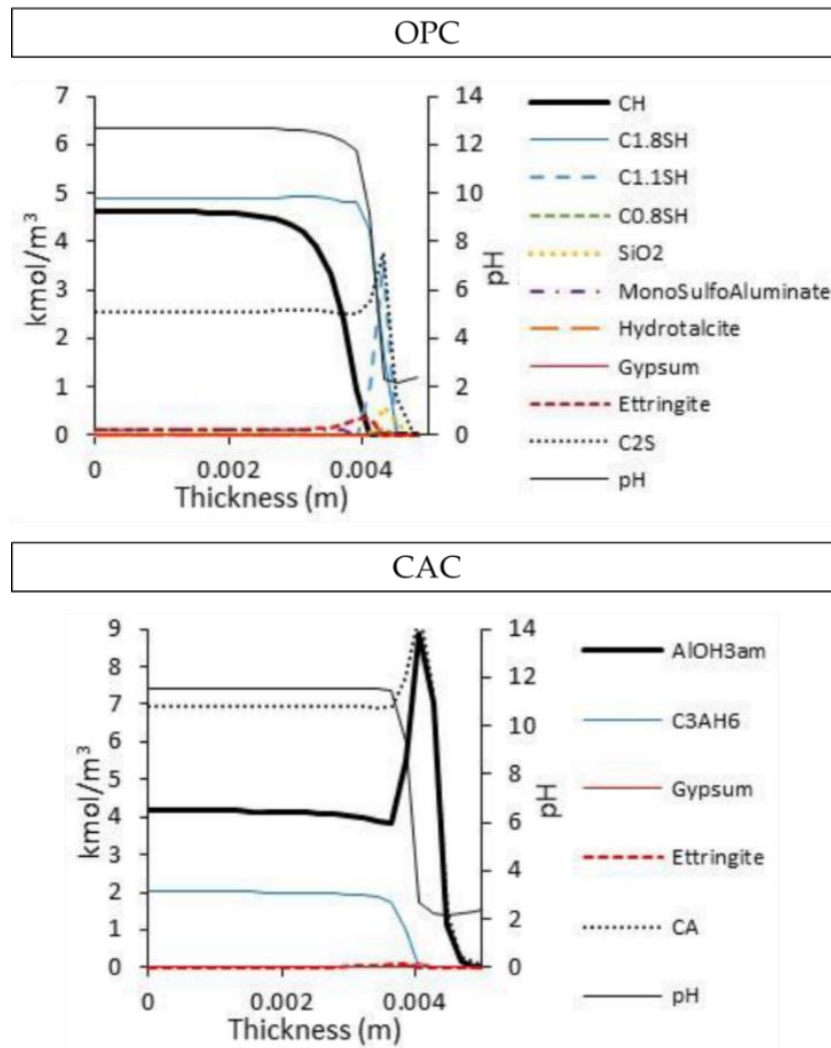 OPC
7
6
5
4
3
2
1
0
kmol/m³
14
12
10
8
6
4
2
0
pH
0
0.002
0.004
Thickness (m)
CH
C1.8SH
C1.1SH
C0.8SH
SiO2
MonoSulfoAluminate
Hydrotalcite
Gypsum
Ettringite
C2S
pH
CAC
9
8
7
6
5
4
3
2
1
0
kmol/m³
14
12
10
8
6
4
2
0
pH
0
0.002
0.004
Thickness (m)
AlOH3am
C3AH6
Gypsum
Ettringite
CA
pH